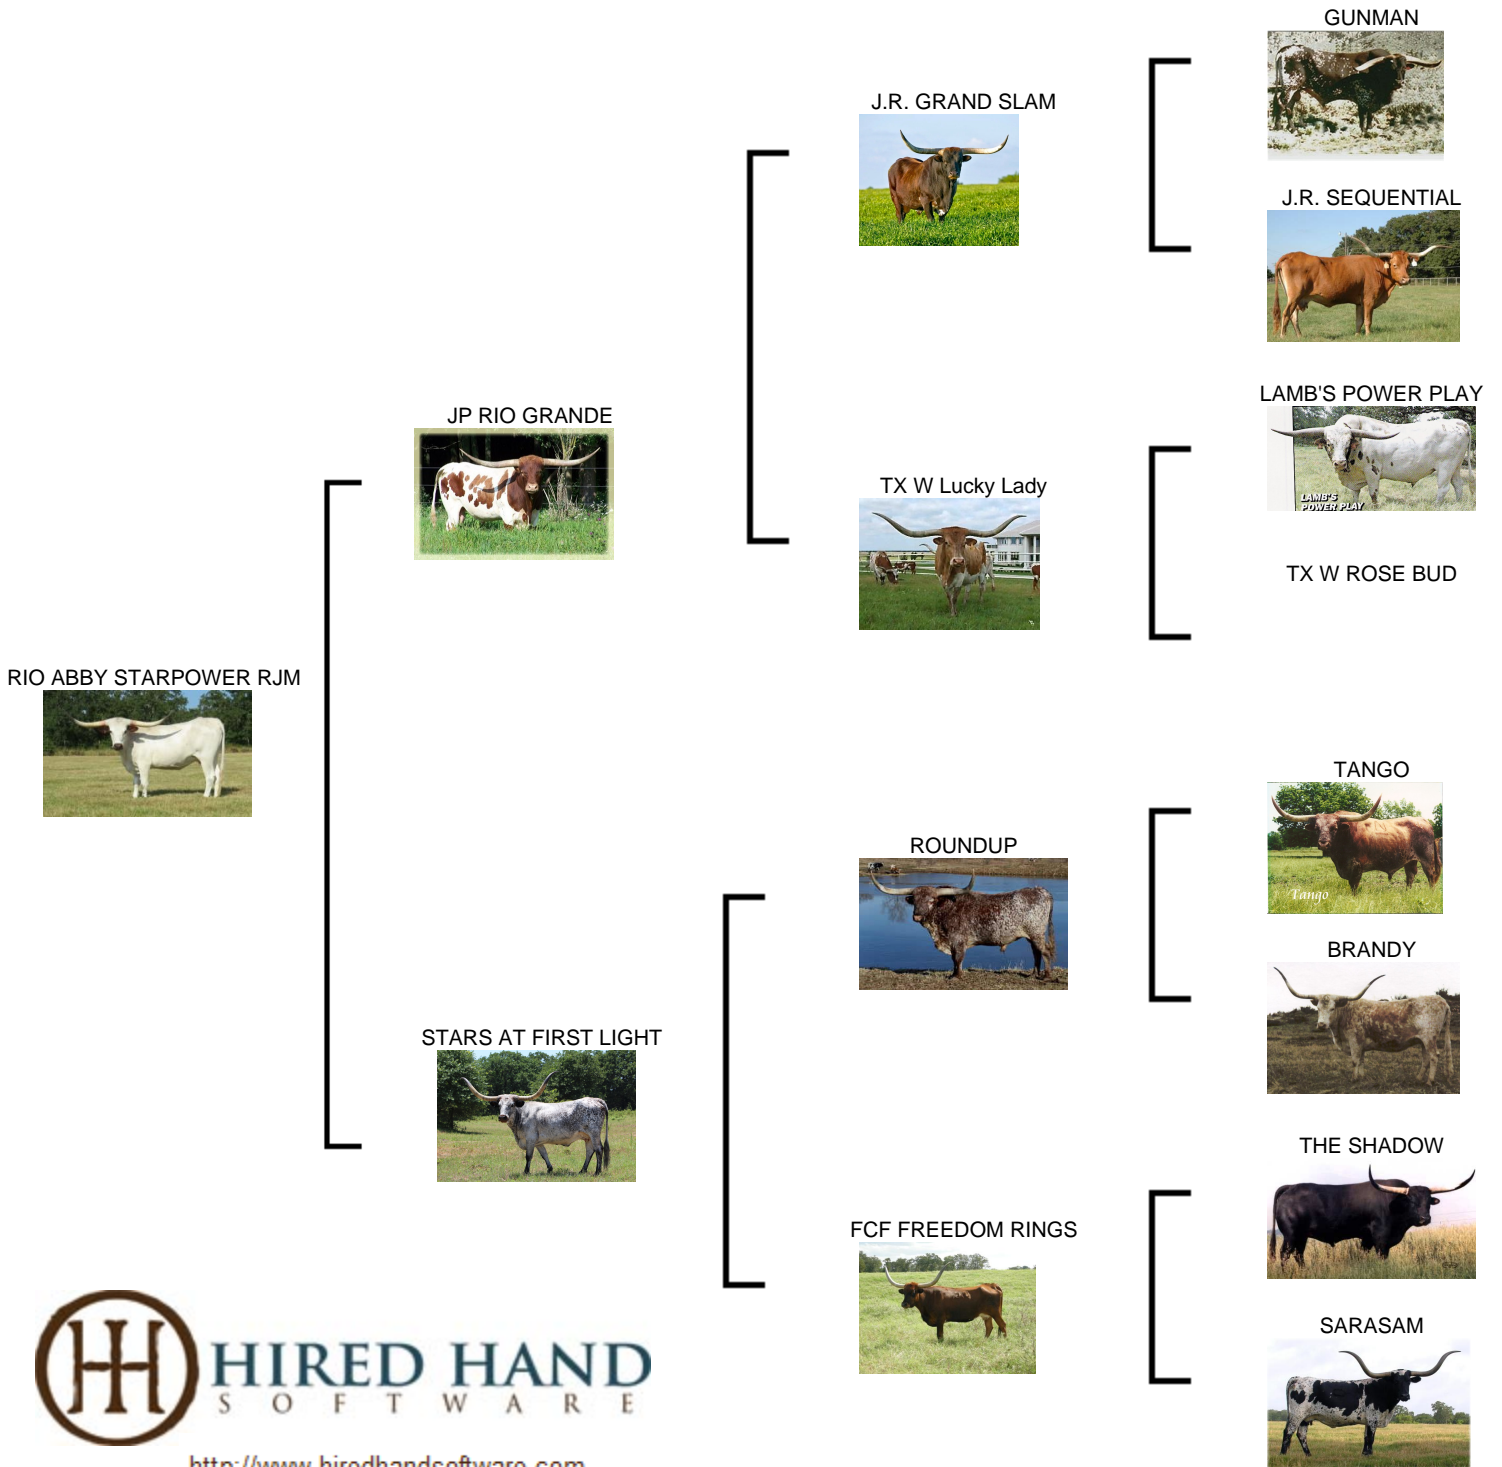 GUNMAN
J.R. GRAND SLAM
J.R. SEQUENTIAL
LAMB'S POWER PLAY
JP RIO GRANDE
TX W Lucky Lady
LAMB'S
POWER PLAY
TX W ROSE BUD
RIO ABBY STARPOWER RJM
TANGO
ROUNDUP
Tango
BRANDY
STARS AT FIRST LIGHT
THE SHADOW
FCF FREEDOM RINGS
SARASAM
HIRED HAND
SOFTWARE
http://www.hiredhandsoftware.com